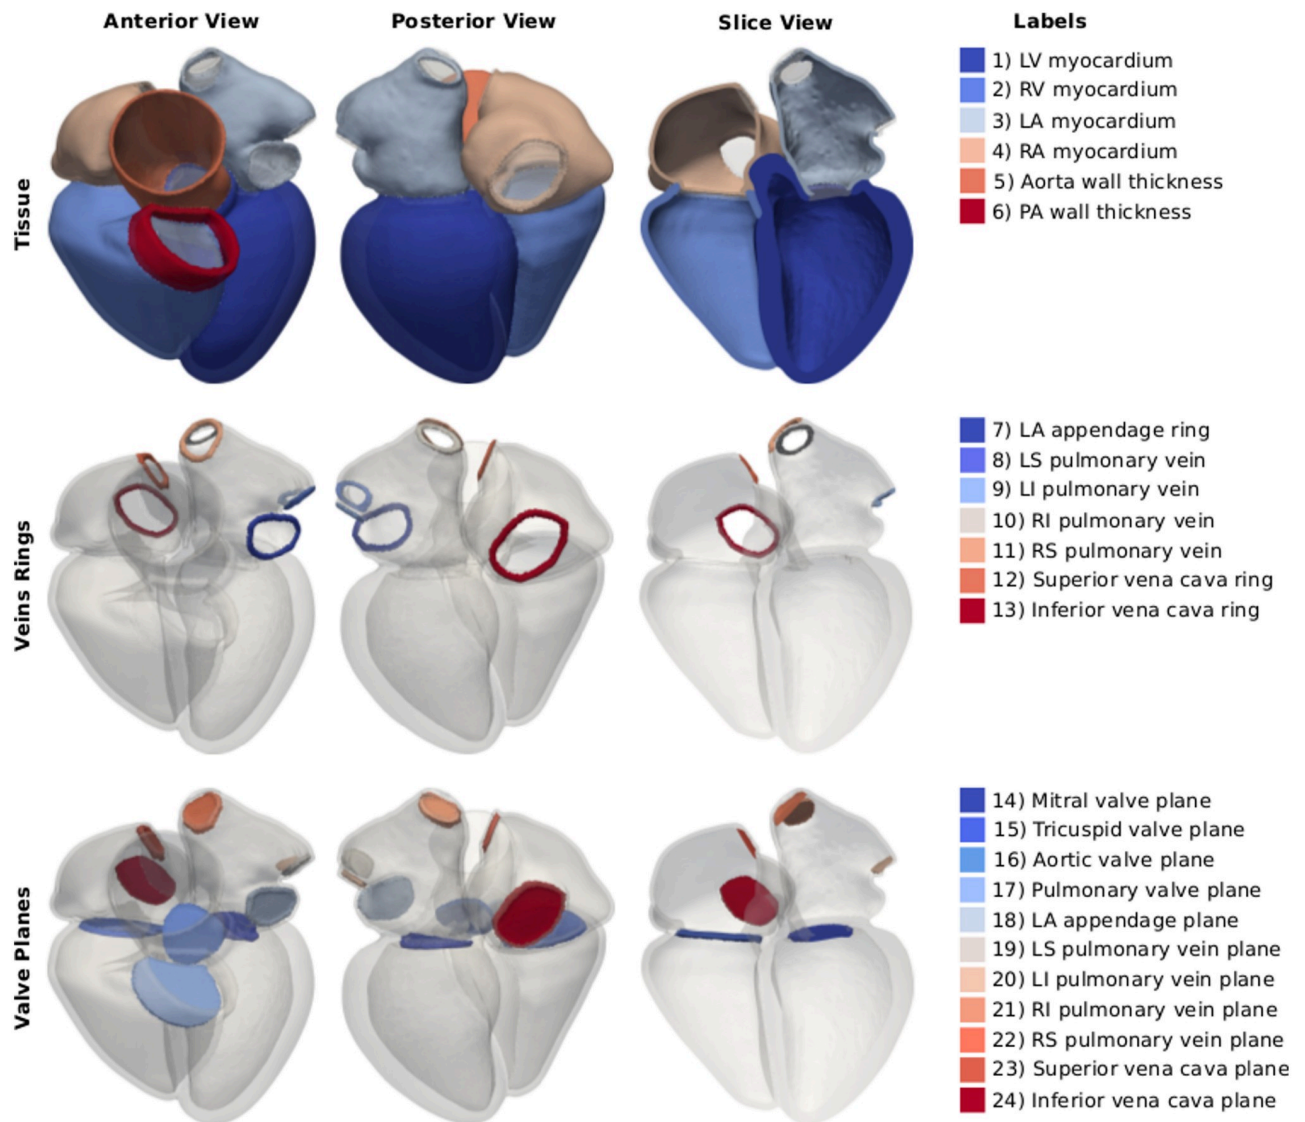 Anterior View
Posterior View
Slice View
Labels
Tissue
1) LV myocardium
2) RV myocardium
3) LA myocardium
4) RA myocardium
5) Aorta wall thickness
6) PA wall thickness
Veins Rings
7) LA appendage ring
8) LS pulmonary vein
9) LI pulmonary vein
10) RI pulmonary vein
11) RS pulmonary vein
12) Superior vena cava ring
13) Inferior vena cava ring
Valve Planes
14) Mitral valve plane
15) Tricuspid valve plane
16) Aortic valve plane
17) Pulmonary valve plane
18) LA appendage plane
19) LS pulmonary vein plane
20) LI pulmonary vein plane
21) RI pulmonary vein plane
22) RS pulmonary vein plane
23) Superior vena cava plane
24) Inferior vena cava plane